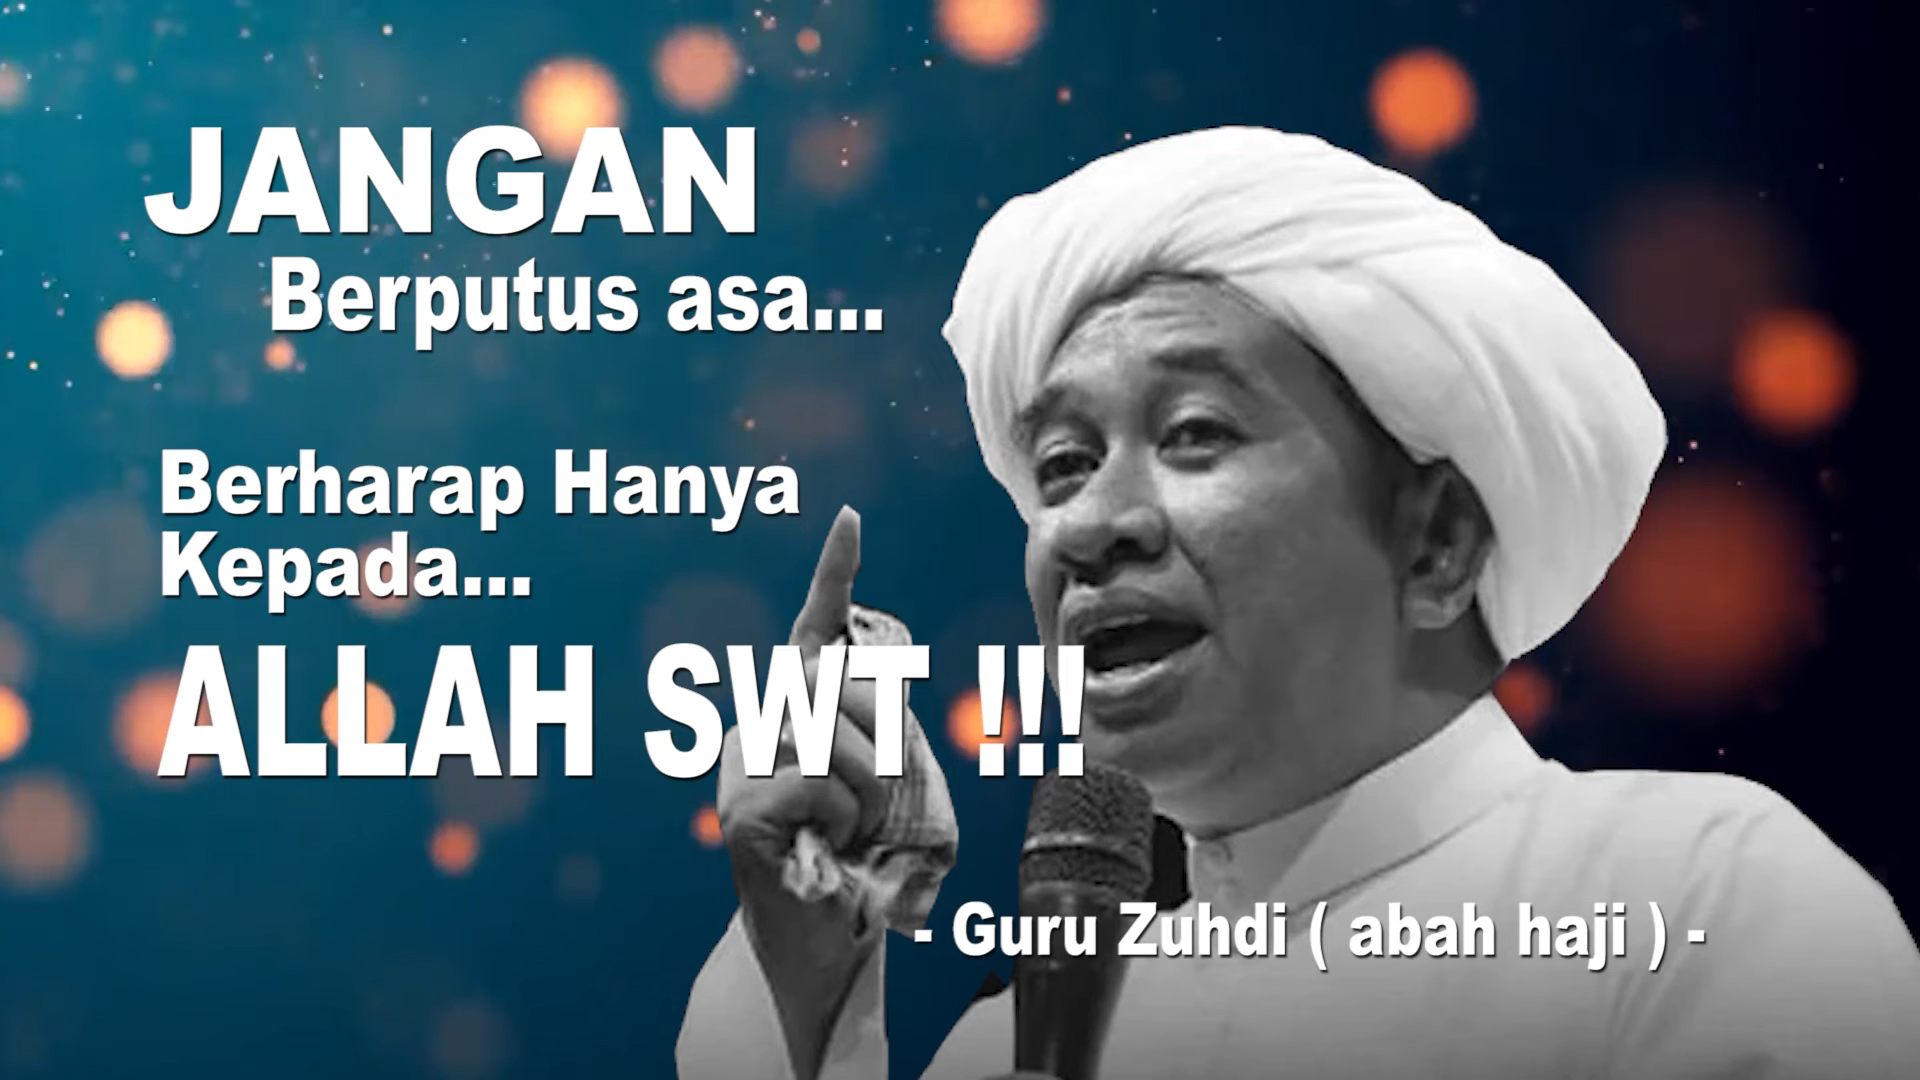 JANGAN
Berputus asa...
Berharap Hanya
Kepada...
ALLAH SWT !!!
- Guru Zuhdi ( abah haji ) -